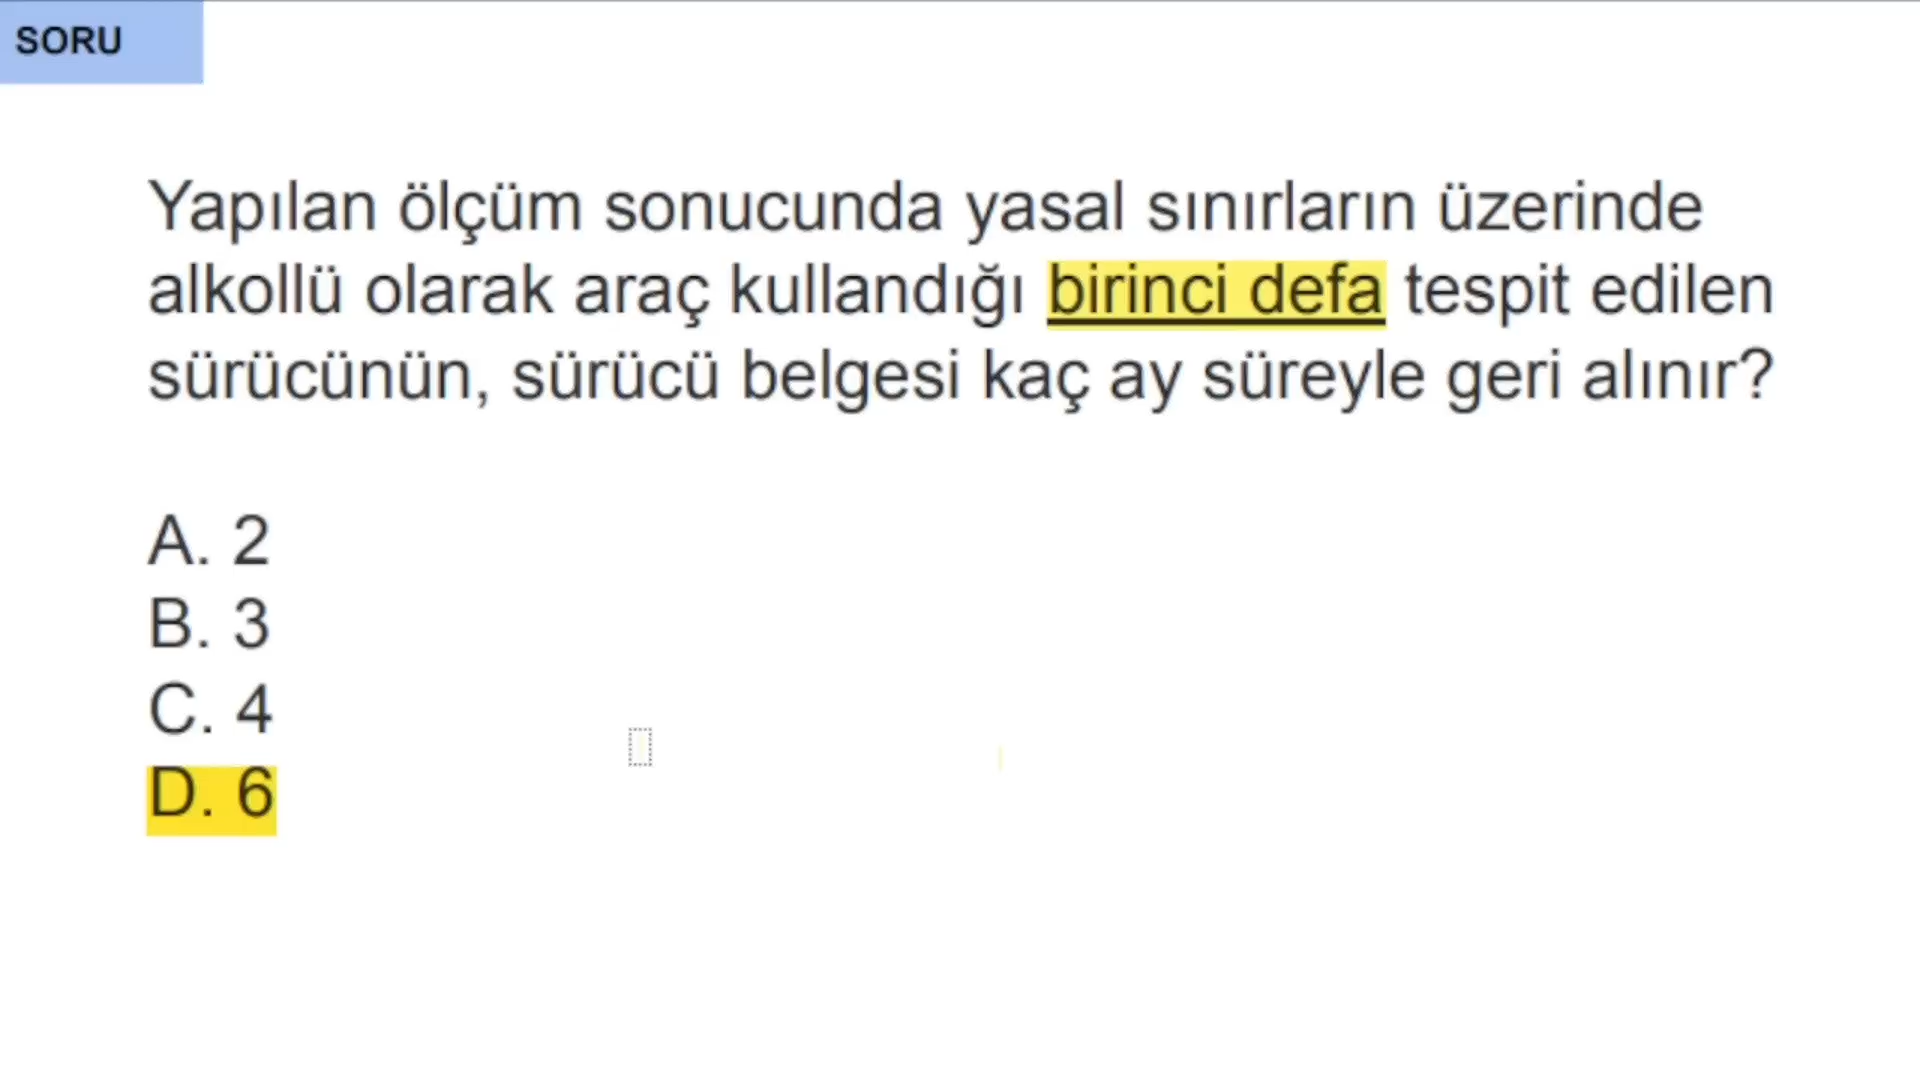 SORU
Yapılan ölçüm sonucunda yasal sınırların üzerinde
alkollü olarak araç kullandığı birinci defa tespit edilen
sürücünün, sürücü belgesi kaç ay süreyle geri alınır?
A. 2
B. 3
C. 4
D. 6